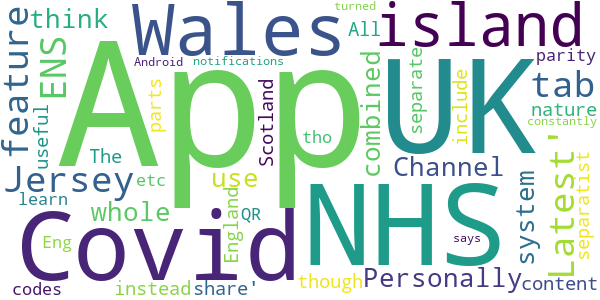 turned
think
Wales
All
island
feature
ENS
App
Android
notifications
UK
parity
tab
parts
Scotland
combined
separate
include
nature
constantly
useful
The
tho
Jersey
etc
use
Channel
Latest'
separatist
learn
whole
England
QR
NHS
system
Covid
Eng
says
codes
instead
share'
though
Personally
content